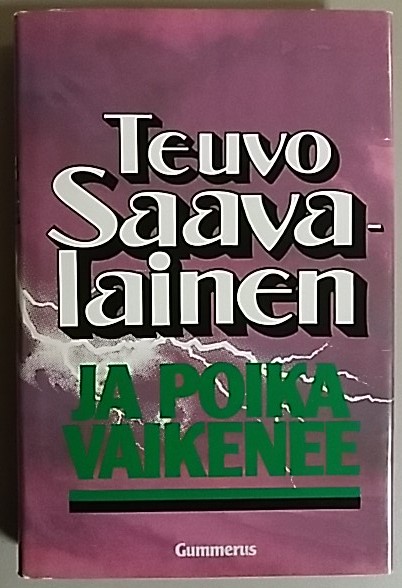 Teuvo
Saava-
lainen
JA POIKA
VAIKENEE
Gummerus